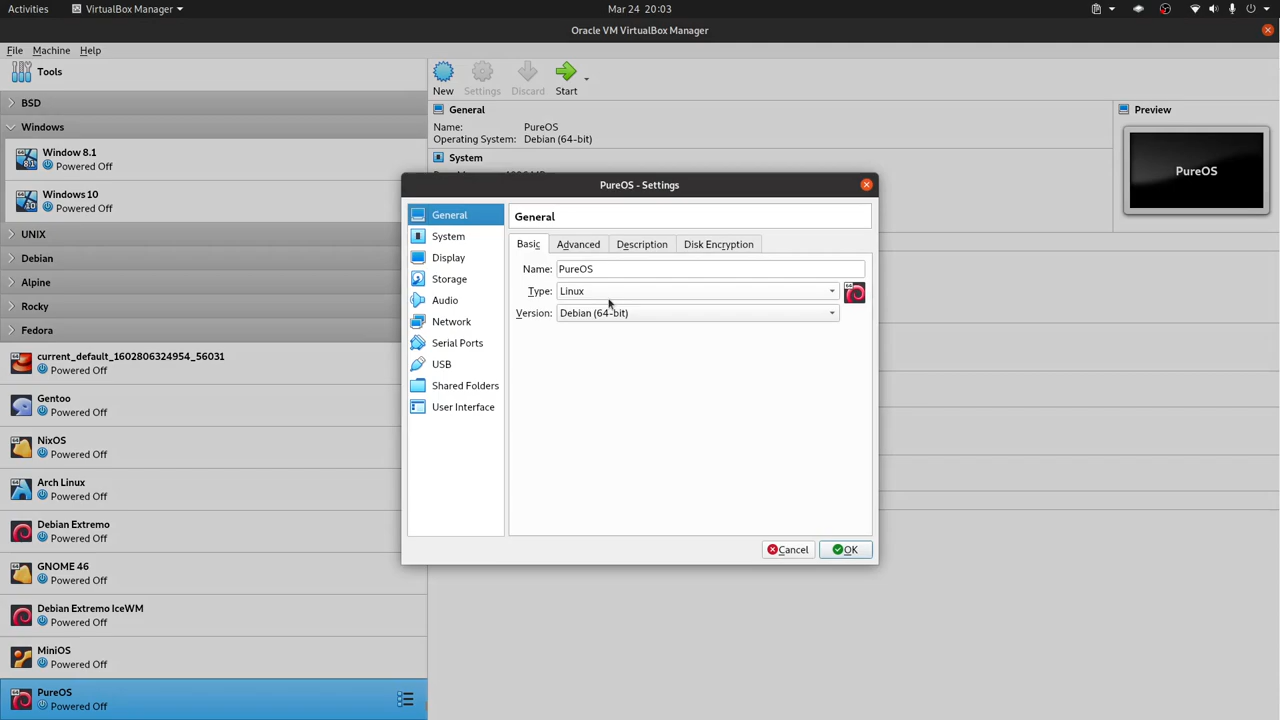 Activities
VirtualBox Manager
Mar 24 20:03
Oracle VM VirtualBox Manager
File Machine Help
Tools
BSD
Windows
Window 8.1
Powered Off
Windows 10
Powered Off
UNIX
Debian
Alpine
Rocky
Fedora
current_default_1602806324954_56031
Powered Off
Gentoo
Powered Off
NixOS
Powered Off
Arch Linux
Powered Off
Debian Extremo
Powered Off
GNOME 46
Powered Off
Debian Extremo IceWM
Powered Off
MiniOS
Powered Off
PureOS
Powered Off
New Settings Discard Start
General
Name: PureOS
Operating System: Debian (64-bit)
System
Preview
PureOS
PureOS - Settings
General
System
Display
Storage
Audio
Network
Serial Ports
USB
Shared Folders
User Interface
General
Basic Advanced Description Disk Encryption
Name: PureOS
Type: Linux
Version: Debian (64-bit)
Cancel OK